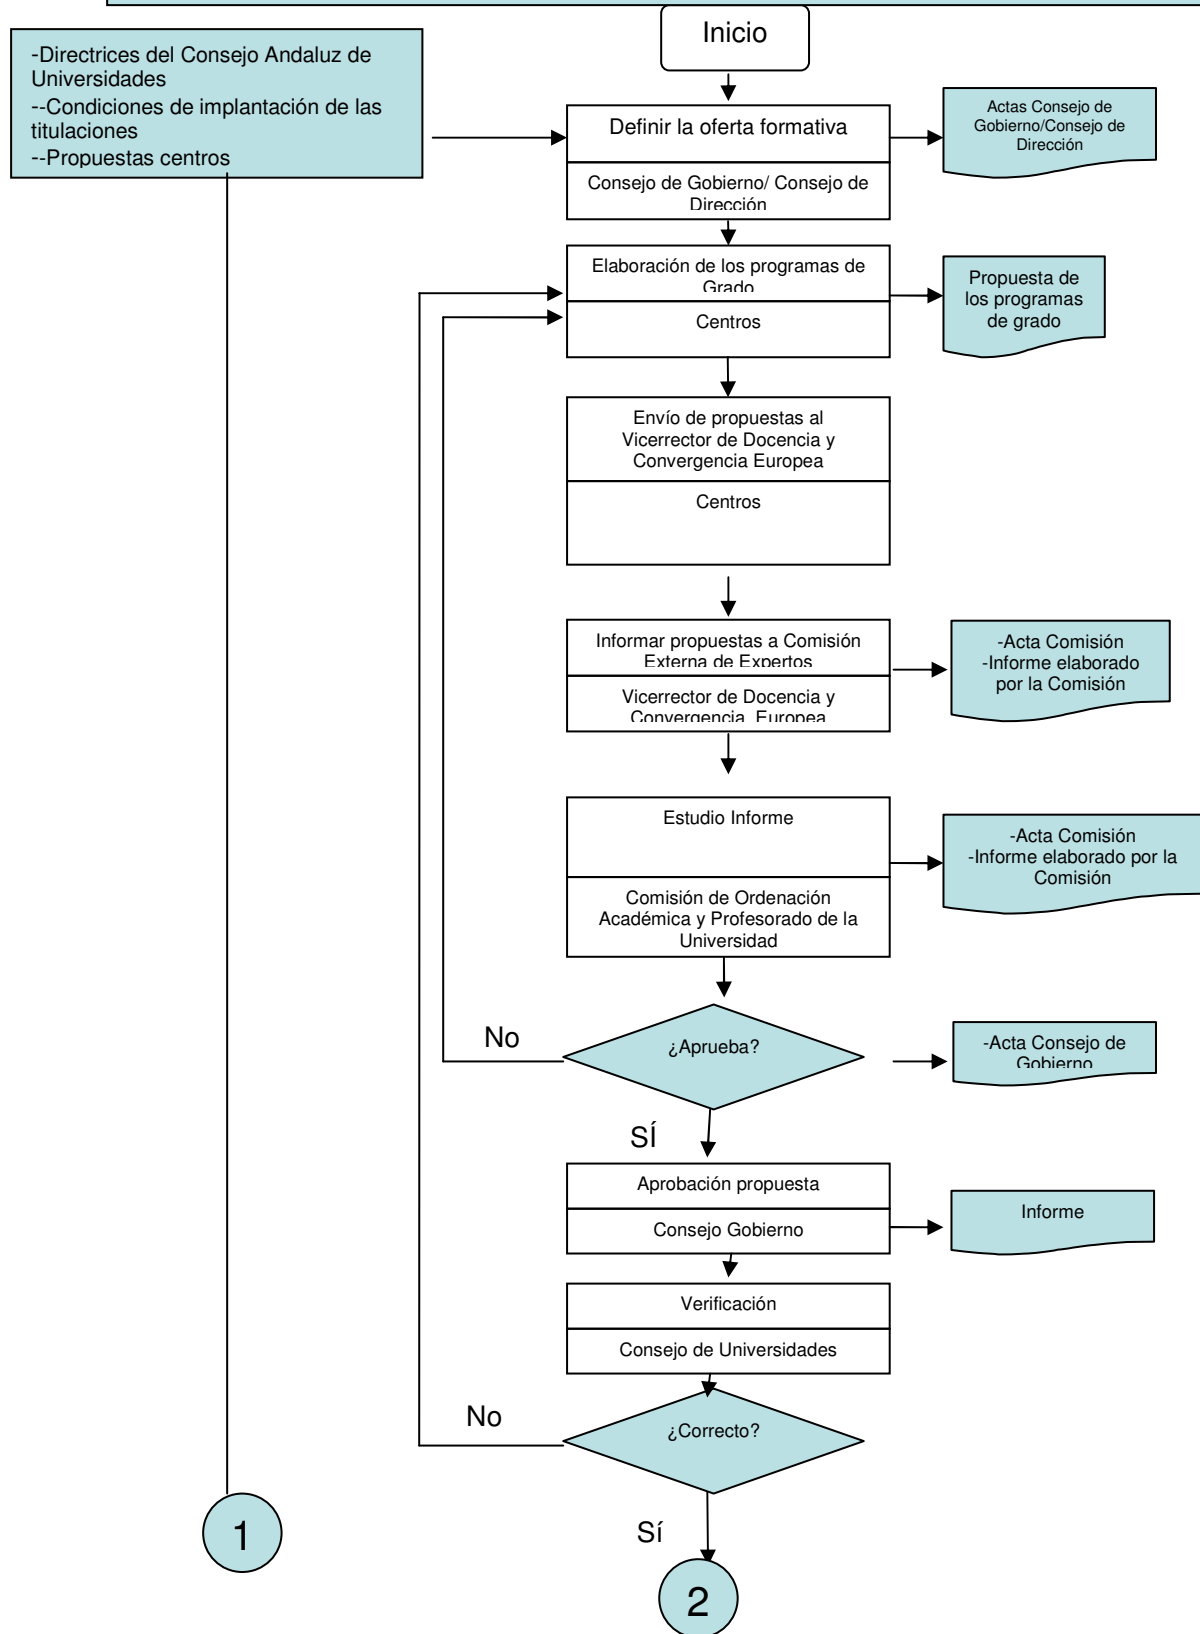 Inicio
-Directrices del Consejo Andaluz de
Universidades
--Condiciones de implantación de las
titulaciones
--Propuestas centros
Definir la oferta formativa
Consejo de Gobierno/ Consejo de
Dirección
Actas Consejo de
Gobierno/Consejo de
Dirección
Elaboración de los programas de
Grado
Centros
Propuesta de
los programas
de grado
Envío de propuestas al
Vicerrector de Docencia y
Convergencia Europea
Centros
Informar propuestas a Comisión
Externa de Expertos
Vicerrector de Docencia y
Convergencia Europea
-Acta Comisión
-Informe elaborado
por la Comisión
Estudio Informe
Comisión de Ordenación
Académica y Profesorado de la
Universidad
-Acta Comisión
-Informe elaborado por la
Comisión
No
¿Aprueba?
-Acta Consejo de
Gobierno
SÍ
Aprobación propuesta
Consejo Gobierno
Informe
Verificación
Consejo de Universidades
No
¿Correcto?
Sí
1
2